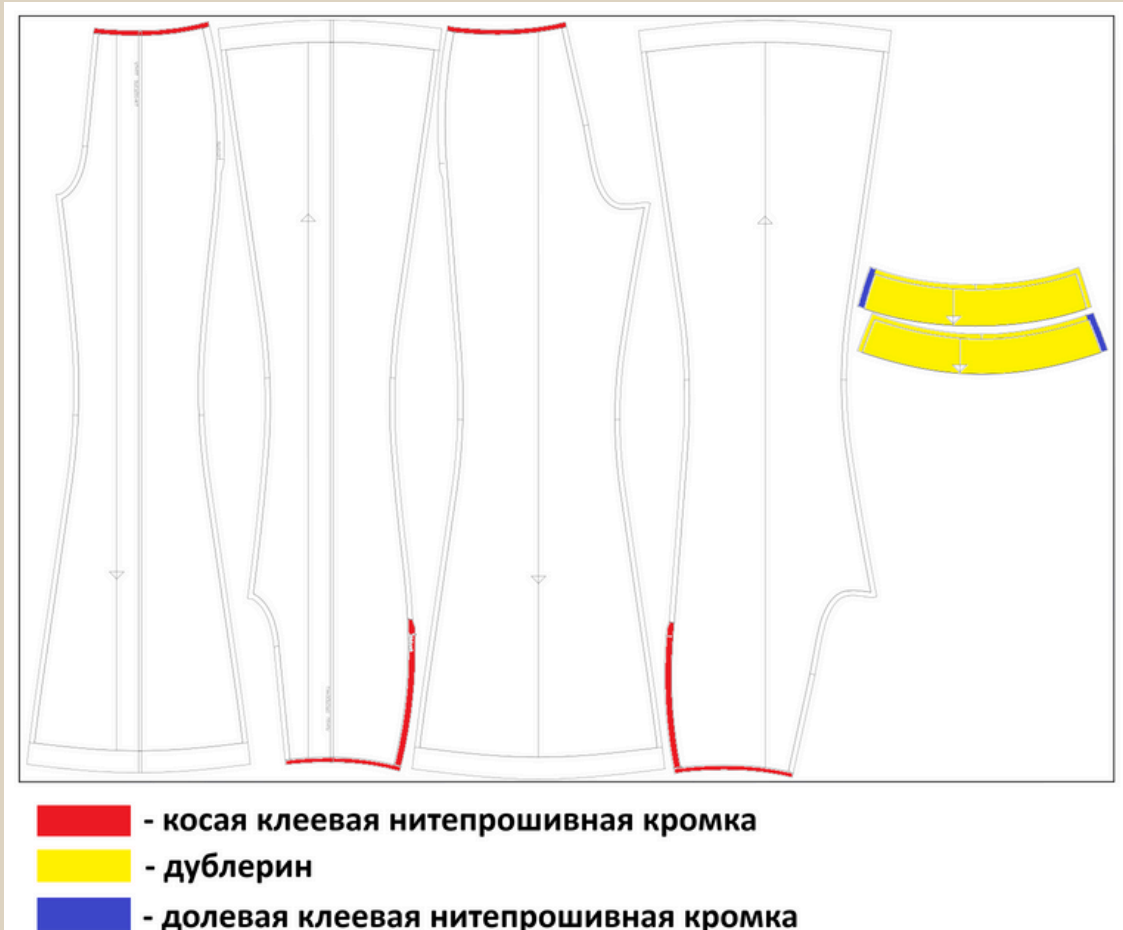 - косая клеевая нитепрошивная кромка
- дублерин
- долевая клеевая нитепрошивная кромка